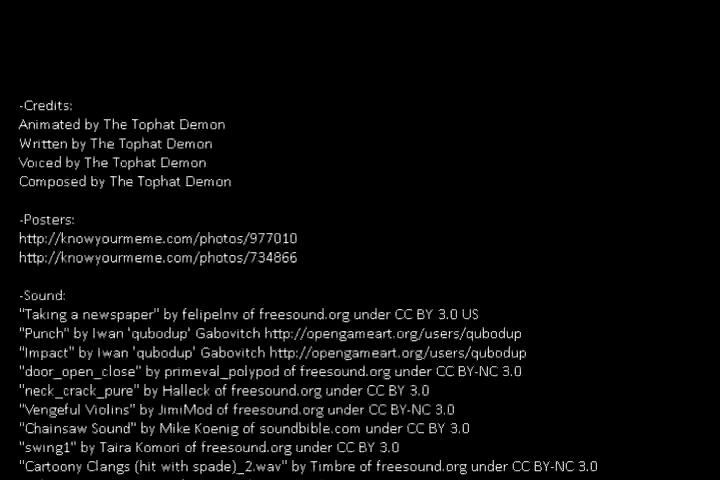 -Credits:
Animated by The Tophat Demon
Written by The Tophat Demon
Voiced by The Tophat Demon
Composed by The Tophat Demon
-Posters:
http://knowyourmeme.com/photos/977010
http://knowyourmeme.com/photos/734866
-Sound:
"Taking a newspaper" by felipelnv of freesound.org under CC BY 3.0 US
"Punch" by Iwan 'qubodup' Gabovitch http://opengameart.org/users/qubodup
"Impact" by Iwan 'qubodup' Gabovitch http://opengameart.org/users/qubodup
"door_open_close" by primeval_polypod of freesound.org under CC BY-NC 3.0
"neck_crack_pure" by Halleck of freesound.org under CC BY 3.0
"Vengeful Violins" by JimiMod of freesound.org under CC BY-NC 3.0
"Chainsaw Sound" by Mike Koenig of soundbible.com under CC BY 3.0
"swing1" by Taira Komori of freesound.org under CC BY 3.0
"Cartoony Clangs (hit with spade)_2.wav" by Timbre of freesound.org under CC BY-NC 3.0